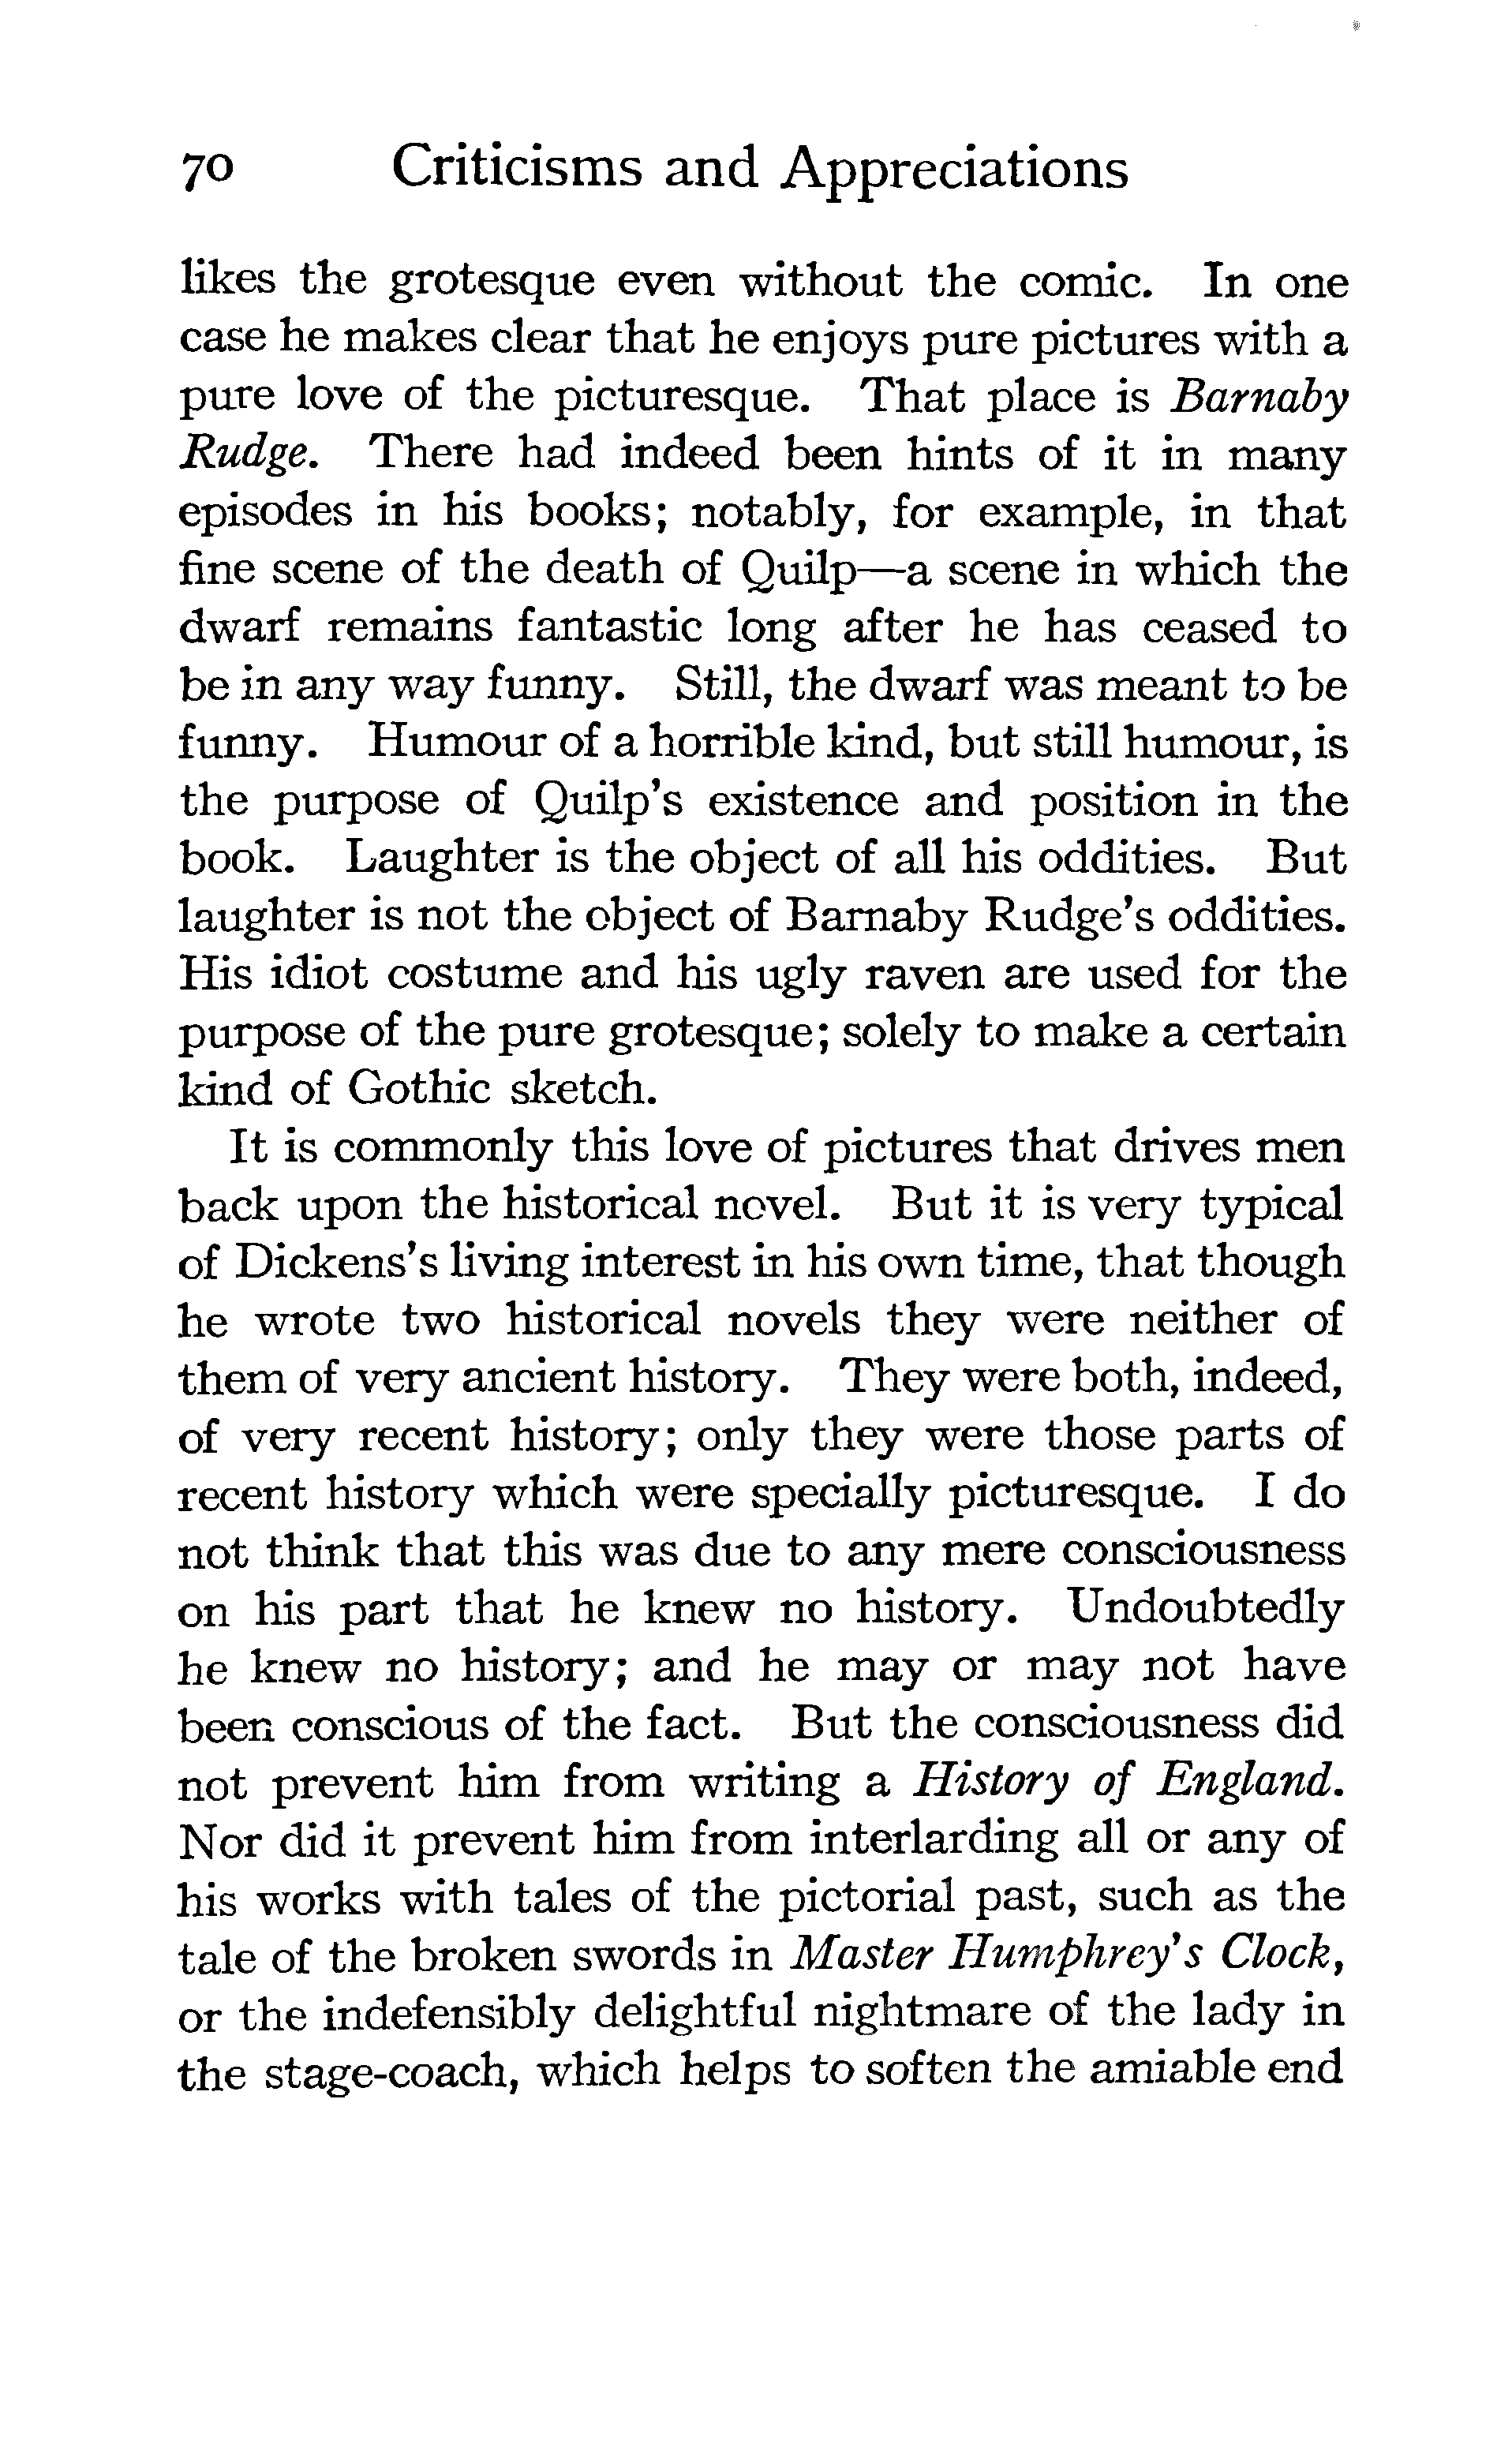 70 Criticisms and Appreciations
likes the grotesque even without the comic. In one
case he makes clear that he enjoys pure pictures with a
pure love of the picturesque. That place is Barnaby
Rudge. There had indeed been hints of it in many
episodes in his books; notably, for example, in that
fine scene of the death of Quilp—a scene in which the
dwarf remains fantastic long after he has ceased to
be in any way funny. Still, the dwarf was meant to be
funny. Humour of a horrible kind, but still humour, is
the purpose of Quilp's existence and position in the
book. Laughter is the object of all his oddities. But
laughter is not the object of Barnaby Rudge's oddities.
His idiot costume and his ugly raven are used for the
purpose of the pure grotesque; solely to make a certain
kind of Gothic sketch.
It is commonly this love of pictures that drives men
back upon the historical novel. But it is very typical
of Dickens's living interest in his own time, that though
he wrote two historical novels they were neither of
them of very ancient history. They were both, indeed,
of very recent history; only they were those parts of
recent history which were specially picturesque. I do
not think that this was due to any mere consciousness
on his part that he knew no history. Undoubtedly
he knew no history; and he may or may not have
been conscious of the fact. But the consciousness did
not prevent him from writing a History of England.
Nor did it prevent him from interlarding all or any of
his works with tales of the pictorial past, such as the
tale of the broken swords in Master Humphrey's Clock,
or the indefensibly delightful nightmare of the lady in
the stage-coach, which helps to soften the amiable end